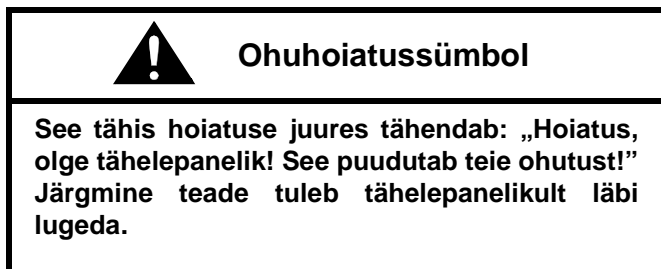 Ohuhoiatussümbol
See tähis hoiatuse juures tähendab: „Hoiatus,
olge tähelepanelik! See puudutab teie ohutust!”
Järgmine teade tuleb tähelepanelikult läbi
lugeda.